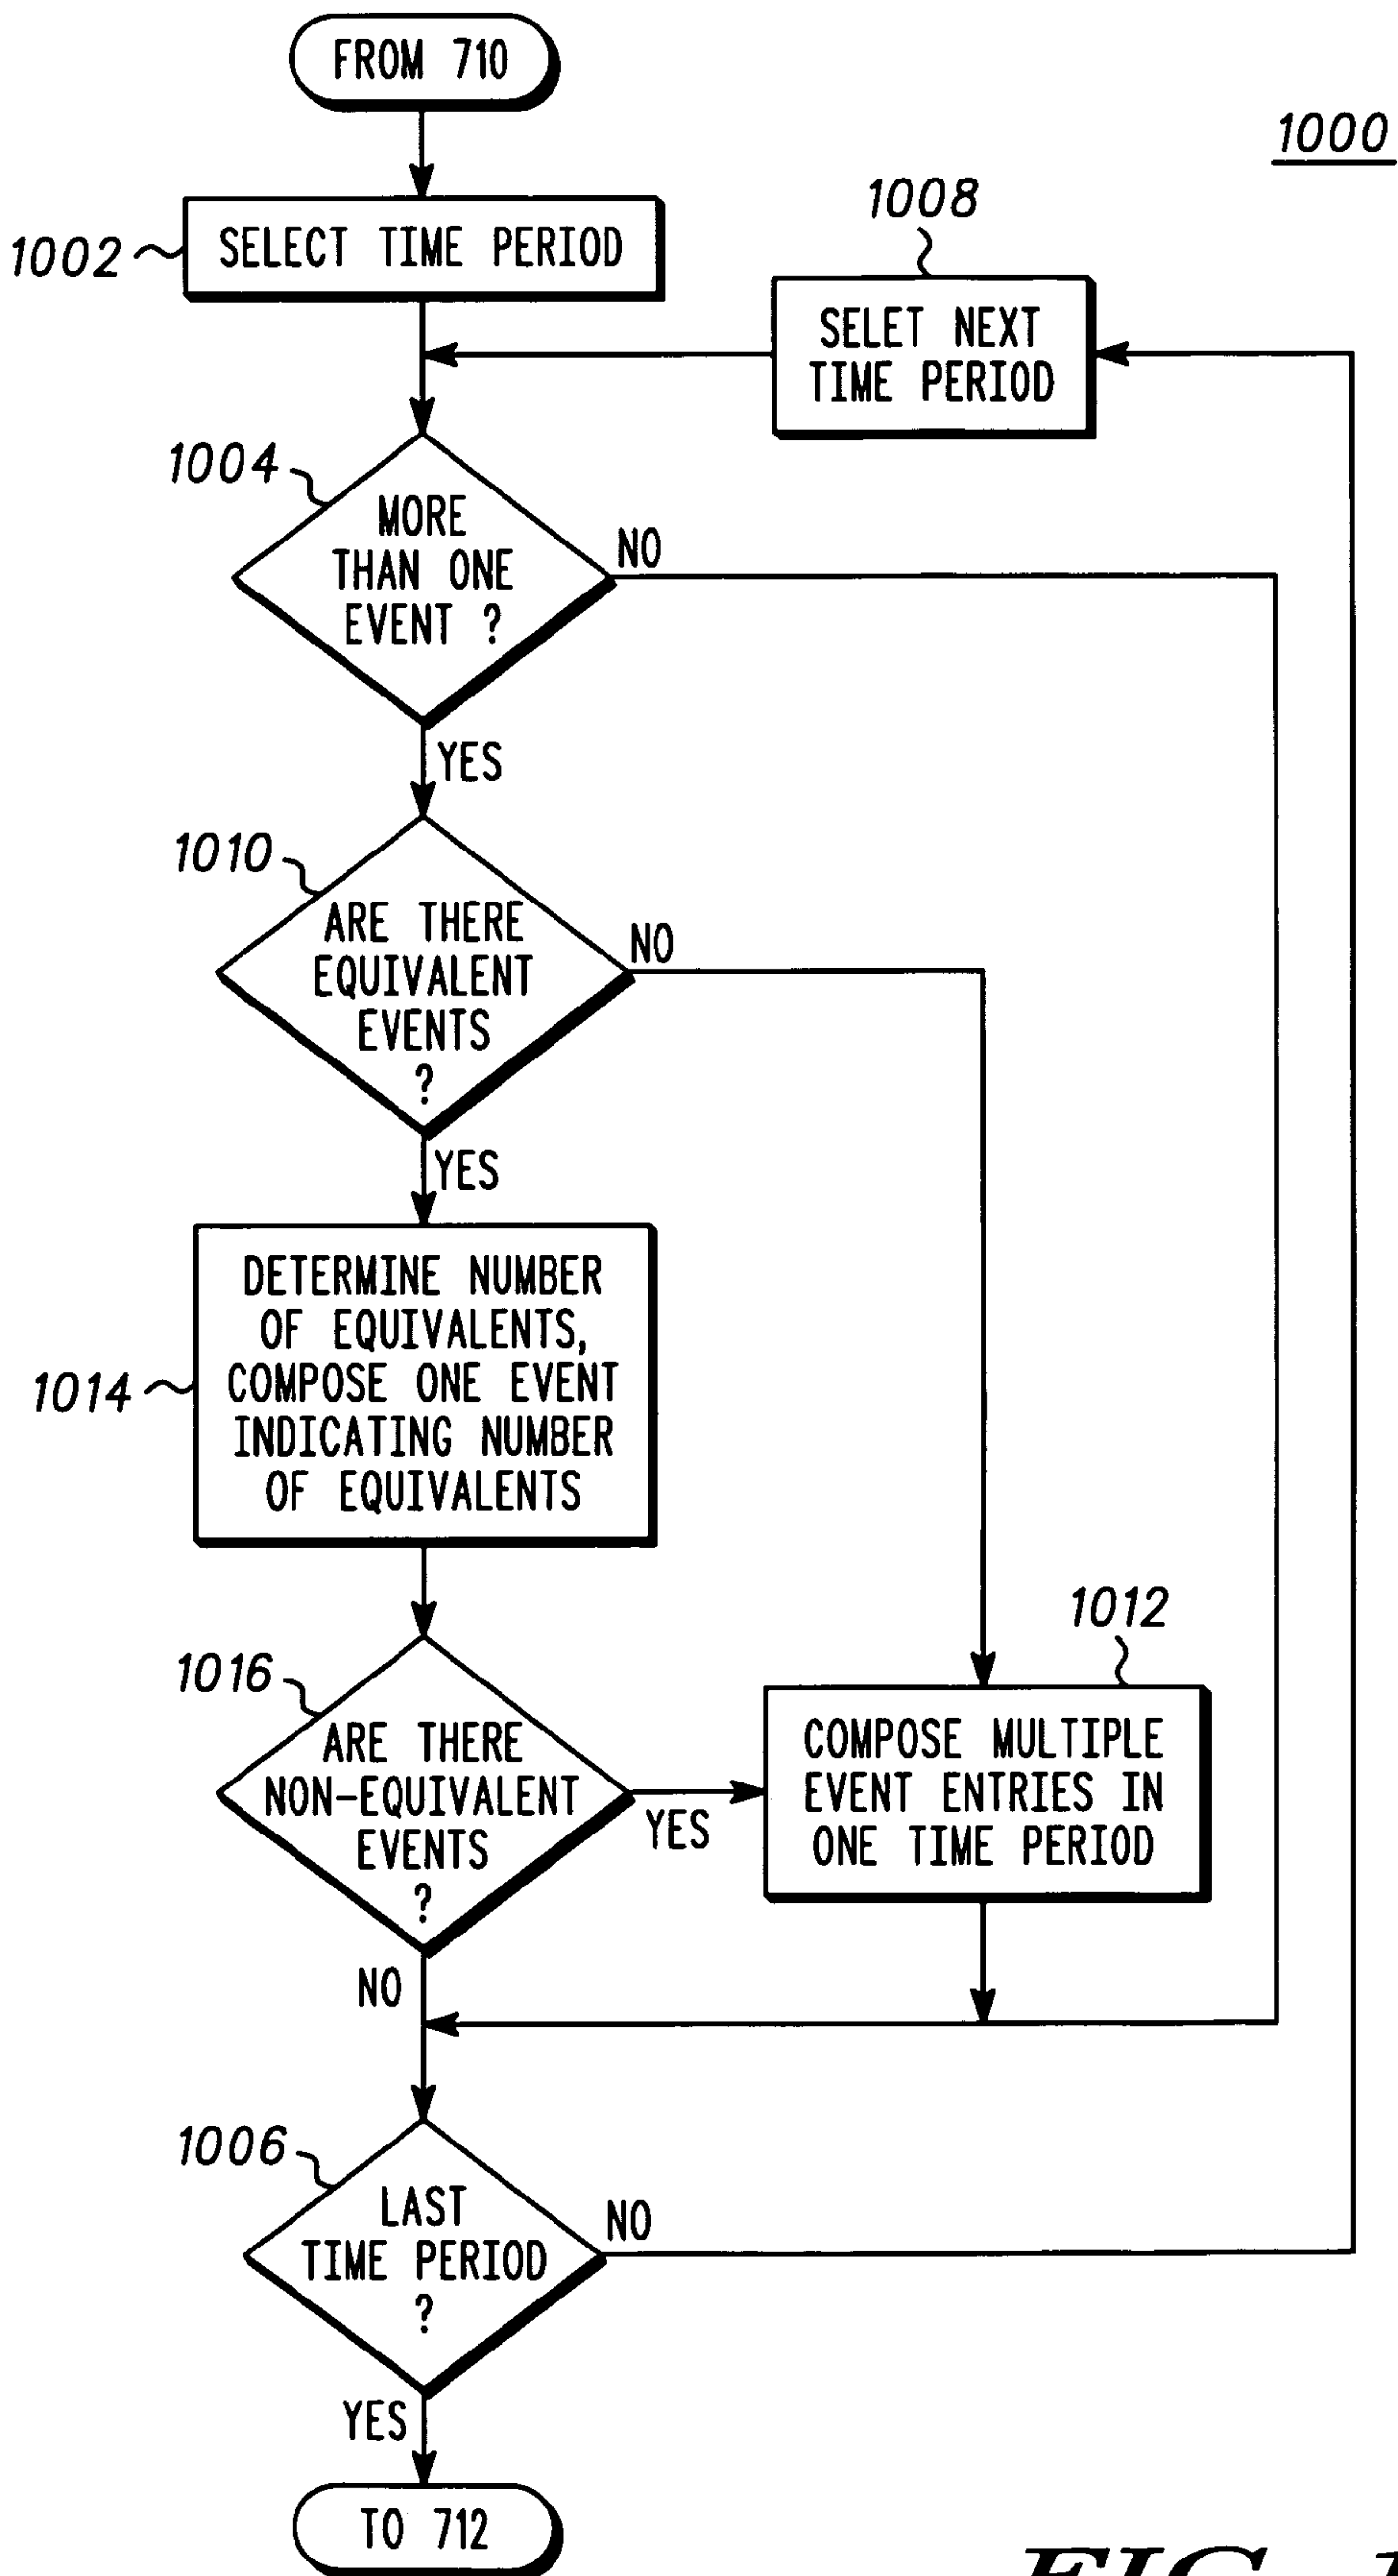 FROM 710
1000
1002
SELECT TIME PERIOD
1008
SELET NEXT
TIME PERIOD
1004
MORE
THAN ONE
EVENT ?
NO
YES
1010
ARE THERE
EQUIVALENT
EVENTS
?
NO
YES
1014
DETERMINE NUMBER
OF EQUIVALENTS,
COMPOSE ONE EVENT
INDICATING NUMBER
OF EQUIVALENTS
1016
ARE THERE
NON-EQUIVALENT
EVENTS
?
YES
NO
1012
COMPOSE MULTIPLE
EVENT ENTRIES IN
ONE TIME PERIOD
1006
LAST
TIME PERIOD
?
NO
YES
TO 712
FIG.